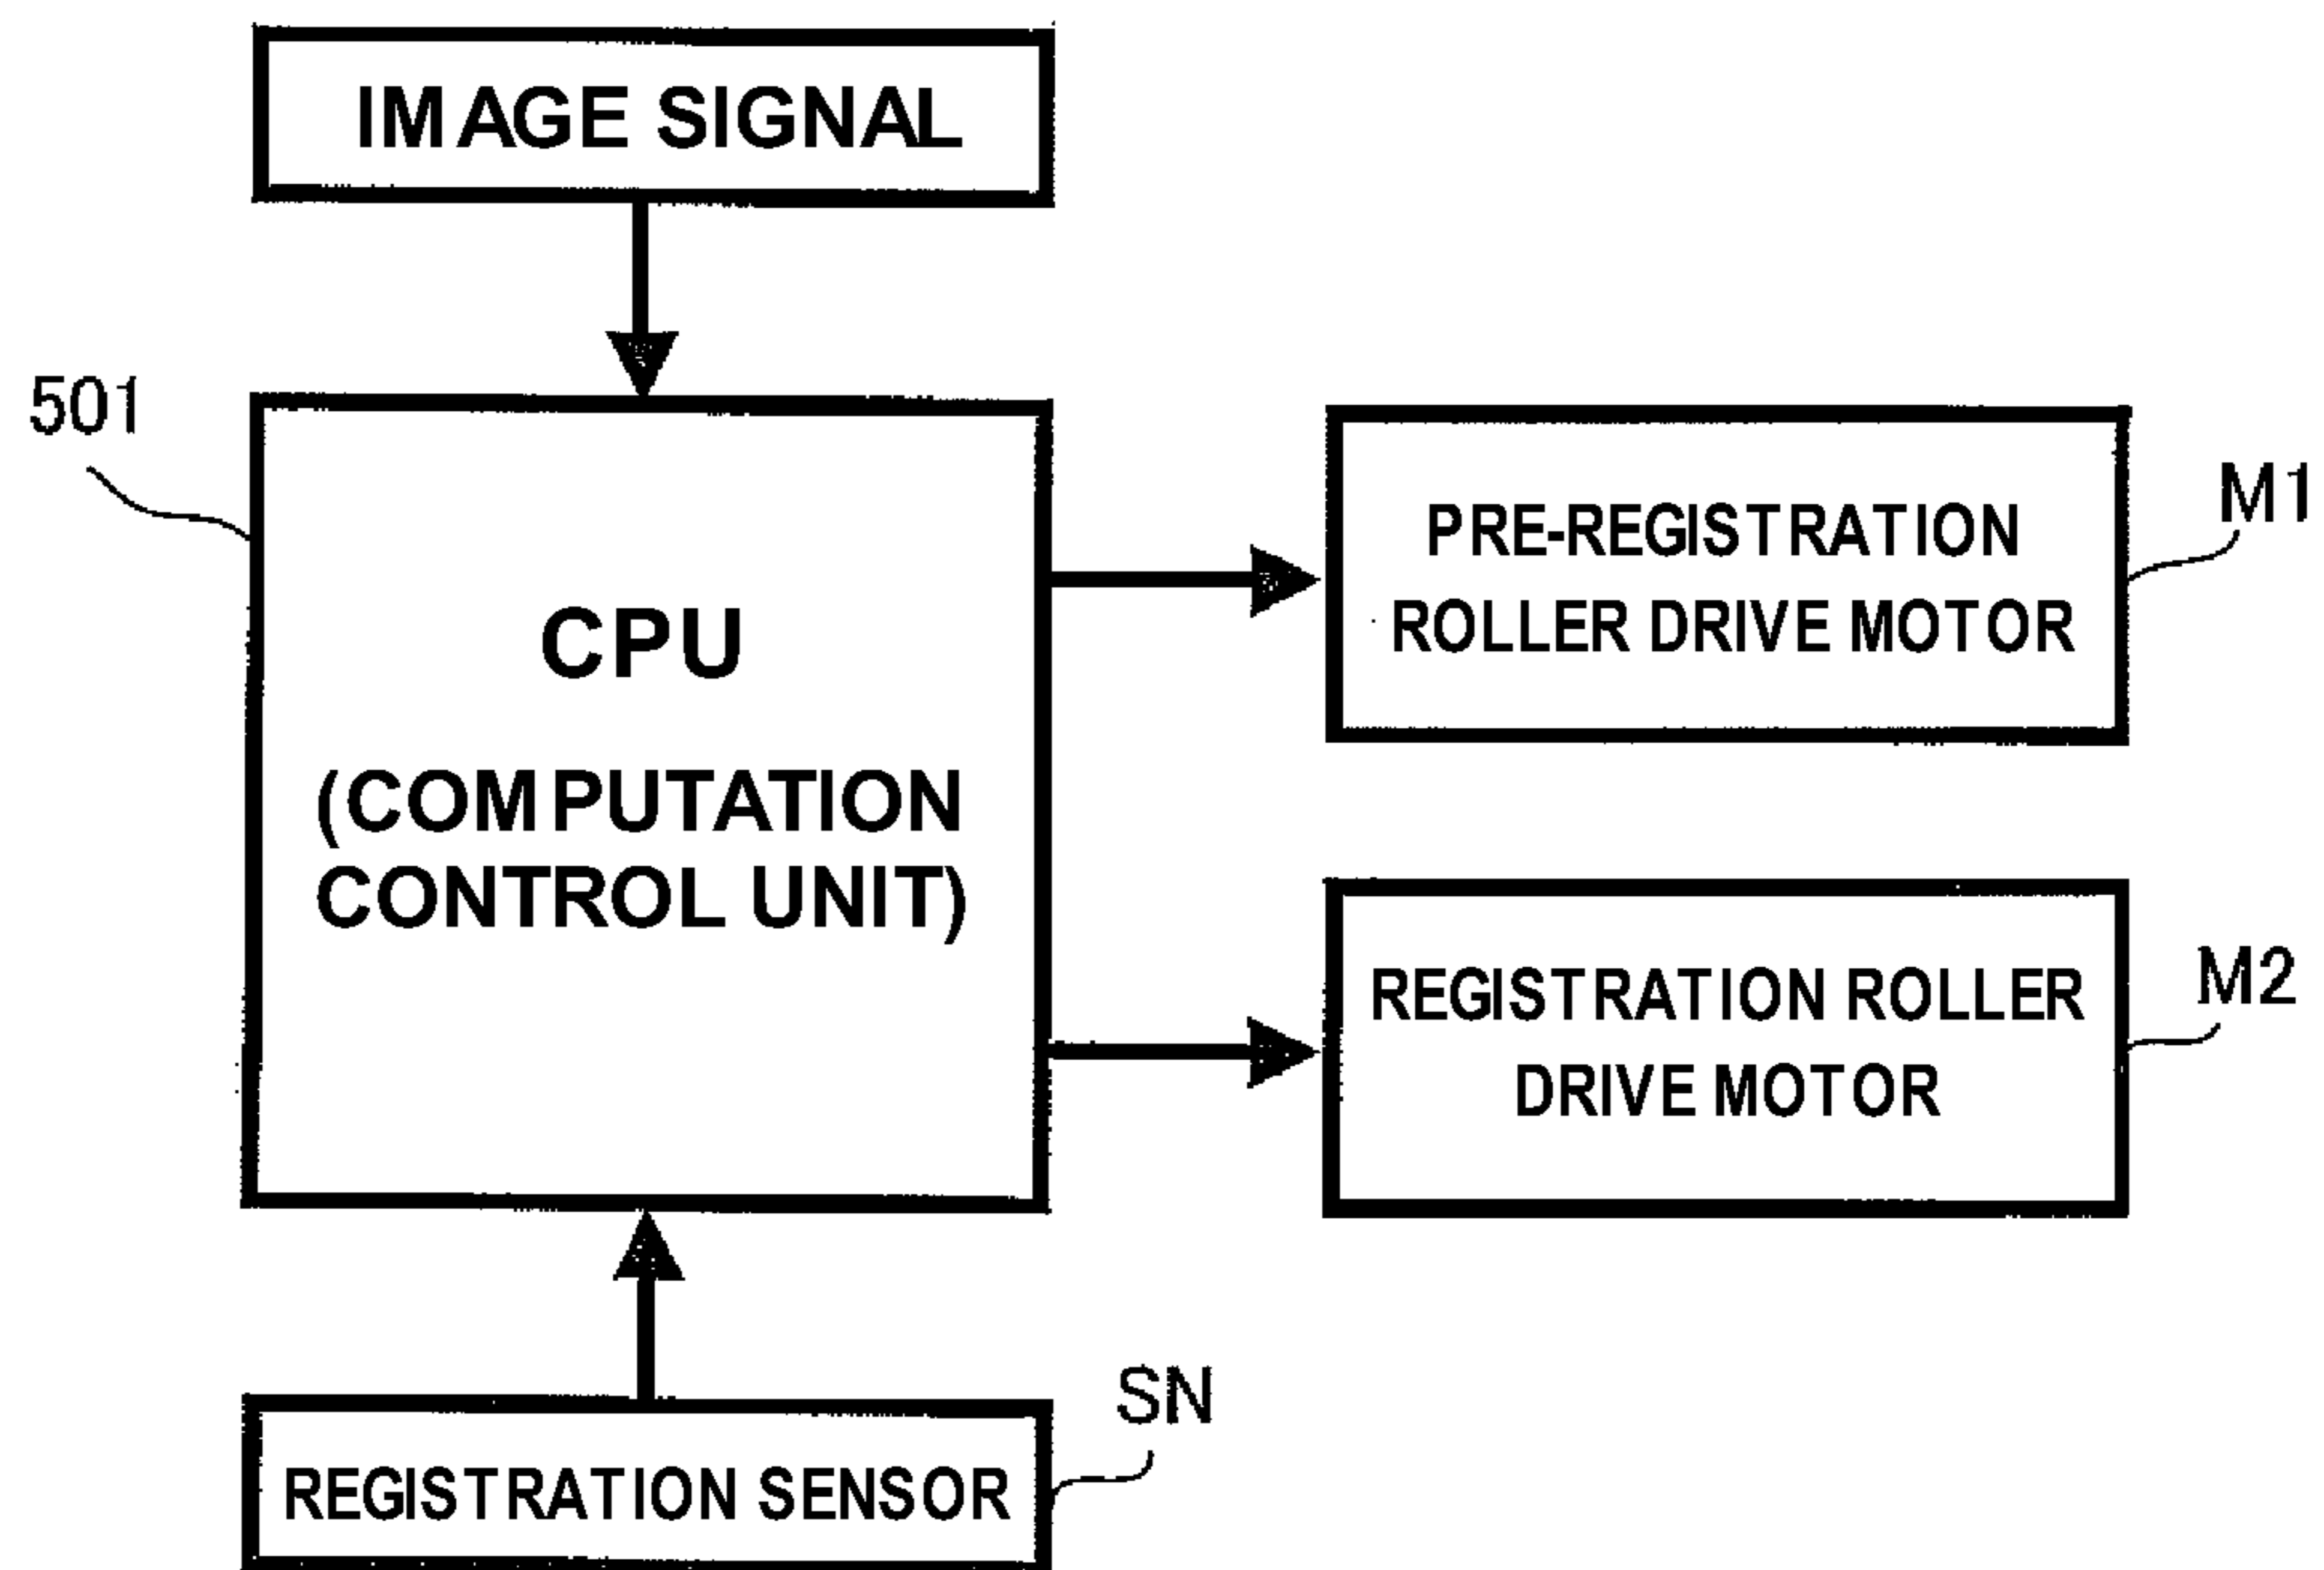 IMAGE SIGNAL
501
CPU
(COMPUTATION
CONTROL UNIT)
PRE-REGISTRATION
ROLLER DRIVE MOTOR
M1
REGISTRATION ROLLER
DRIVE MOTOR
M2
SN
REGISTRATION SENSOR